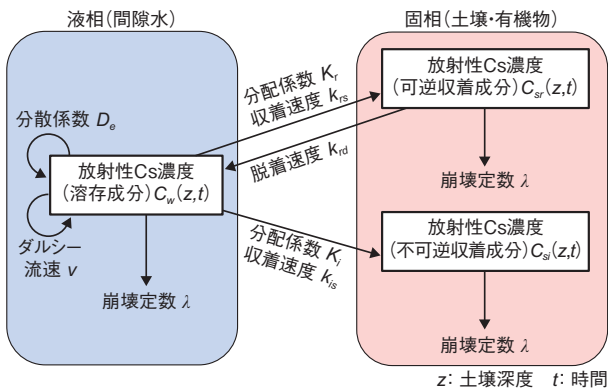 液相（間隙水）
固相（土壌・有機物）
分配係数 Kr
収着速度 krs
放射性Cs濃度
（可逆収着成分）Csr(z,t)
分散係数 De
脱着速度 krd
崩壊定数 λ
放射性Cs濃度
（溶存成分）Cw(z,t)
放射性Cs濃度
（不可逆収着成分）Csi(z,t)
ダルシー
流速 v
分配係数 Ki
収着速度 kis
崩壊定数 λ
崩壊定数 λ
z: 土壌深度　t: 時間